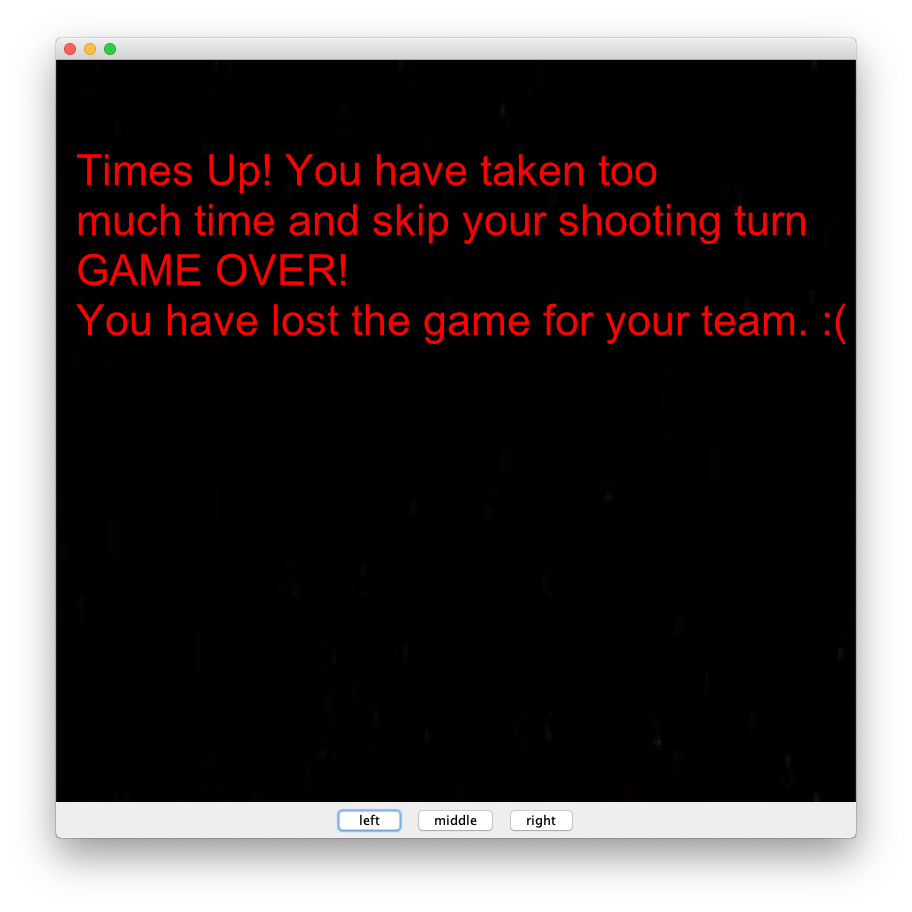 Times Up! You have taken too
much time and skip your shooting turn
GAME OVER!
You have lost the game for your team. :(
left middle right